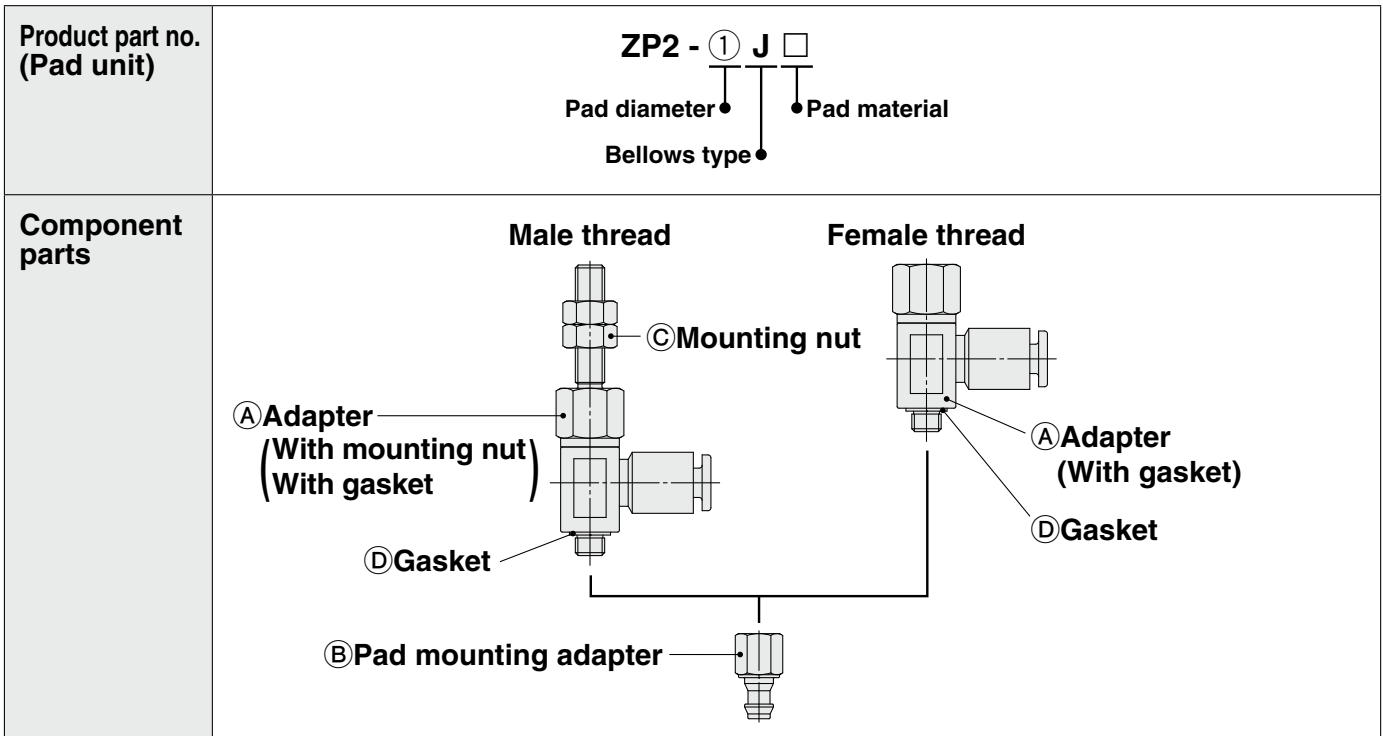 Product part no.
(Pad unit)
ZP2 - ① J □
Pad diameter
Pad material
Bellows type
Component
parts
Male thread
Female thread
ⒸMounting nut
ⒶAdapter
(With mounting nut
With gasket)
ⒶAdapter
(With gasket)
ⒹGasket
ⒹGasket
ⒷPad mounting adapter